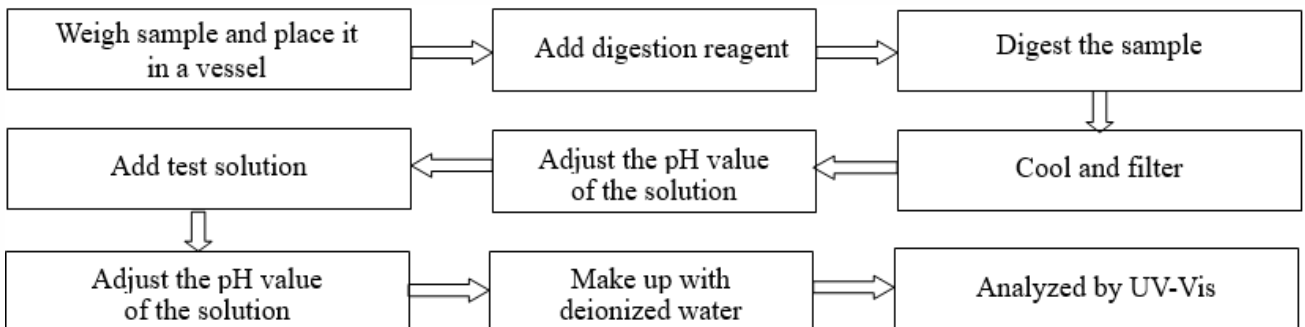 Weigh sample and place it
in a vessel
Add digestion reagent
Digest the sample
Cool and filter
Adjust the pH value
of the solution
Add test solution
Adjust the pH value
of the solution
Make up with
deionized water
Analyzed by UV-Vis